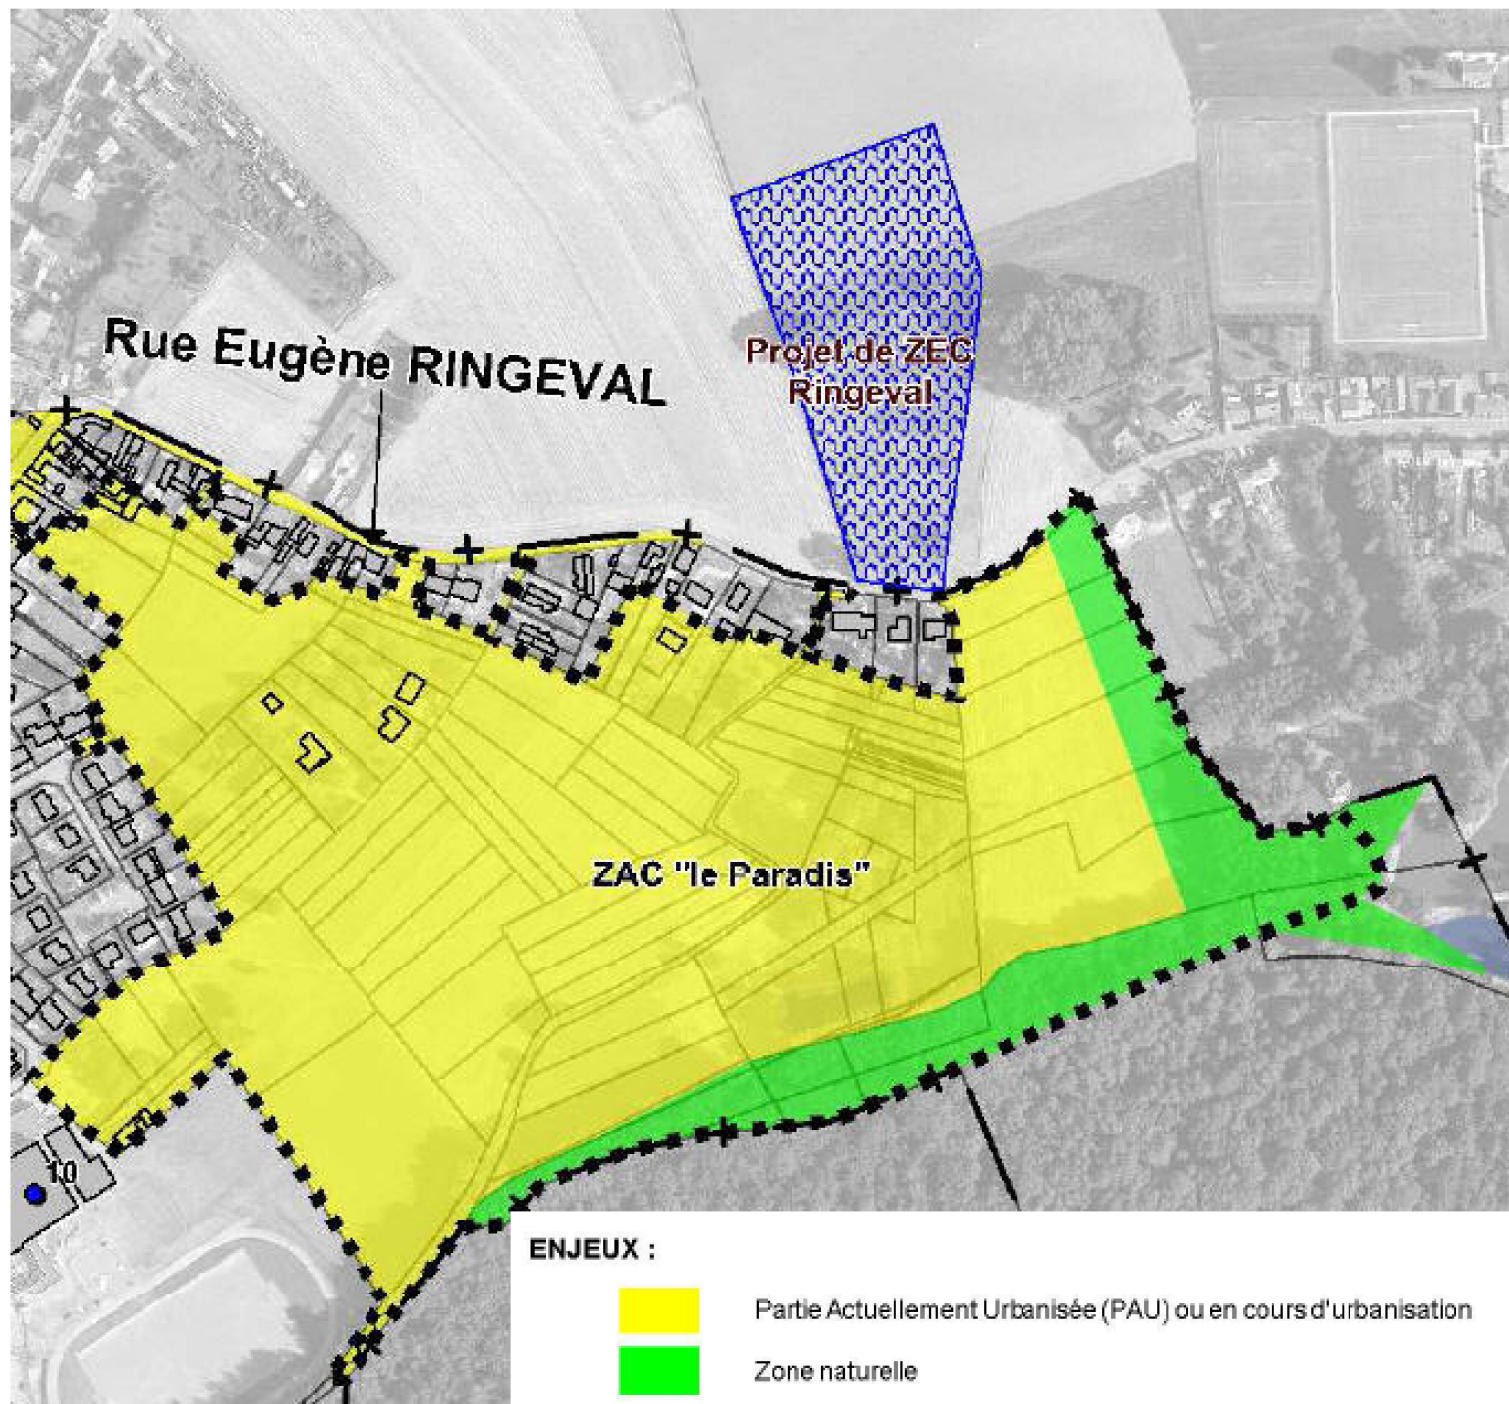 Projet de ZEC
Ringeval
Rue Eugène RINGEVAL
ZAC "le Paradis"
10
ENJEUX :
Partie Actuellement Urbanisée (PAU) ou en cours d'urbanisation
Zone naturelle